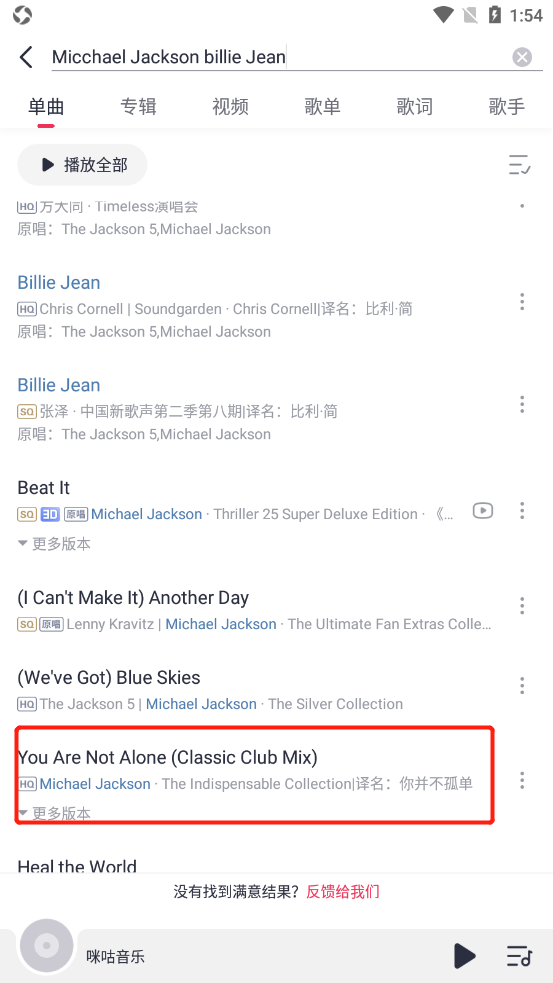 1:54
Micchael Jackson billie Jean
单曲 专辑 视频 歌单 歌词 歌手
播放全部
HQ 方大同 · Timeless演唱会
原唱：The Jackson 5,Michael Jackson
Billie Jean
HQ Chris Cornell | Soundgarden · Chris Cornell|译名：比利·简
原唱：The Jackson 5,Michael Jackson
Billie Jean
SQ 张泽 · 中国新歌声第二季第八期|译名：比利·简
原唱：The Jackson 5,Michael Jackson
Beat It
SQ 3D 原唱 Michael Jackson · Thriller 25 Super Deluxe Edition · 《...
更多版本
(I Can't Make It) Another Day
SQ 原唱 Lenny Kravitz | Michael Jackson · The Ultimate Fan Extras Colle...
(We've Got) Blue Skies
HQ The Jackson 5 | Michael Jackson · The Silver Collection
You Are Not Alone (Classic Club Mix)
HQ Michael Jackson · The Indispensable Collection|译名：你并不孤单
更多版本
Heal the World
没有找到满意结果？反馈给我们
咪咕音乐